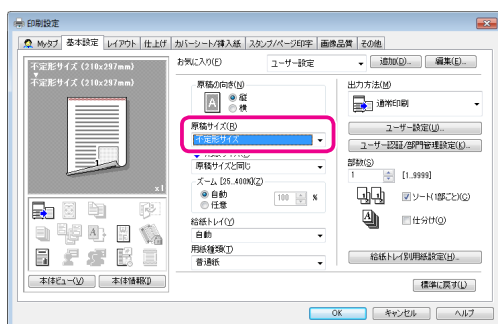 印刷設定
Myタブ 基本設定 レイアウト 仕上げ カバーシート/挿入紙 スタンプ/ページ印字 画像品質 その他
不定形サイズ (210x297mm)
不定形サイズ (210x297mm)
x1
本体ビュー(V) 本体情報(I)
お気に入り(E) ユーザー設定 追加(D)... 編集(E)...
原稿の向き(N)
A
縦
横
原稿サイズ(R)
不定形サイズ
原稿サイズと同じ
ズーム [25..400%](Z)
自動
任意
100 %
給紙トレイ(Y)
自動
用紙種類(T)
普通紙
出力方法(M)
通常印刷
ユーザー設定(U)...
ユーザー認証/部門管理設定(K)...
部数(S)
1 [1..9999]
ソート(1部ごと)(C)
仕分け(O)
給紙トレイ別用紙設定(H)...
標準に戻す(L)
OK キャンセル ヘルプ